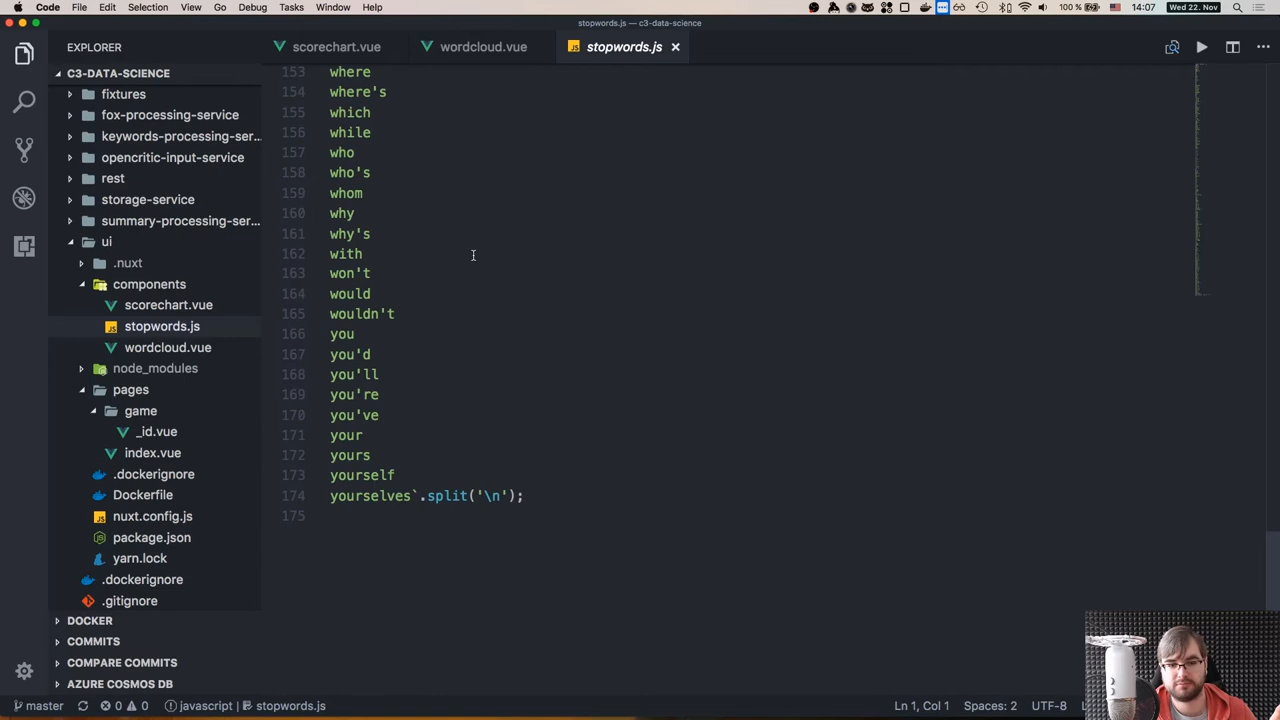 Code File Edit Selection View Go Debug Tasks Window Help
100 % 14:07 Wed 22. Nov
stopwords.js — c3-data-science
EXPLORER
scorechart.vue wordcloud.vue stopwords.js
C3-DATA-SCIENCE
fixtures
fox-processing-service
keywords-processing-ser...
opencritic-input-service
rest
storage-service
summary-processing-ser...
ui
.nuxt
components
scorechart.vue
stopwords.js
wordcloud.vue
node_modules
pages
game
_id.vue
index.vue
.dockerignore
Dockerfile
nuxt.config.js
package.json
yarn.lock
.dockerignore
.gitignore
DOCKER
COMMITS
COMPARE COMMITS
AZURE COSMOS DB
153 where
154 where's
155 which
156 while
157 who
158 who's
159 whom
160 why
161 why's
162 with
163 won't
164 would
165 wouldn't
166 you
167 you'd
168 you'll
169 you're
170 you've
171 your
172 yours
173 yourself
174 yourselves`.split('\n');
175
master 0 0 javascript | stopwords.js Ln 1, Col 1 Spaces: 2 UTF-8